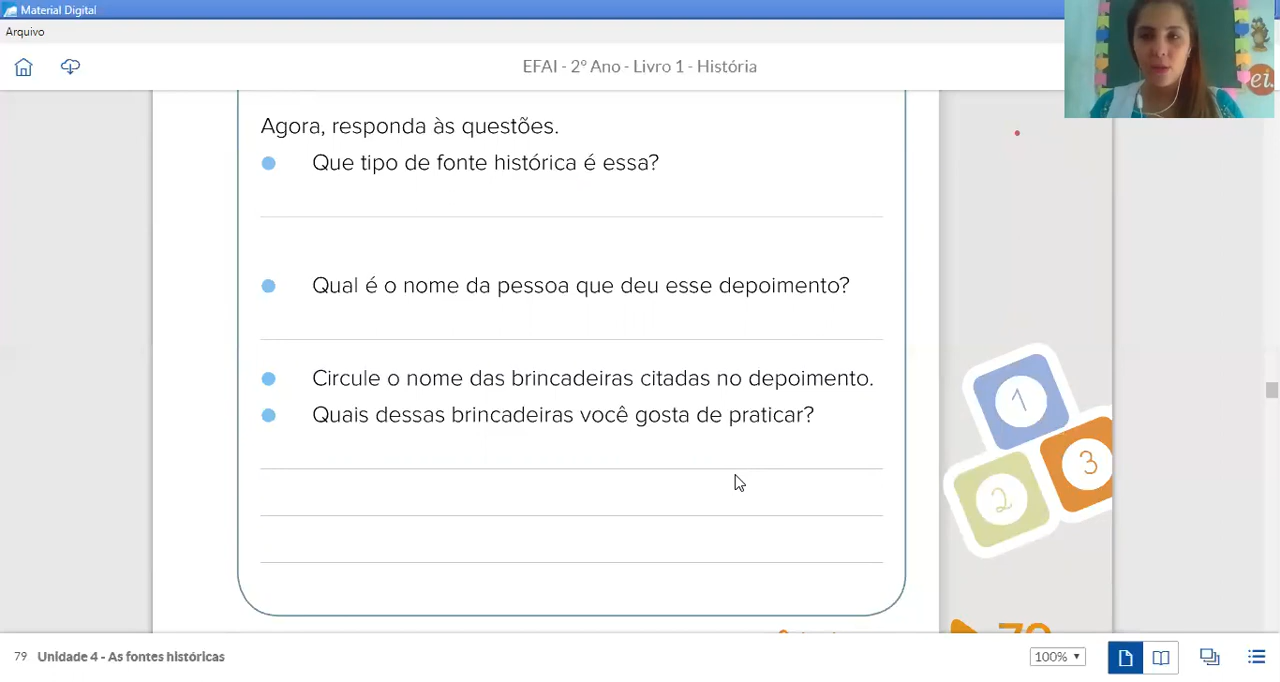 Material Digital
Arquivo
EFAI - 2º Ano - Livro 1 - História
ei.
Agora, responda às questões.
Que tipo de fonte histórica é essa?
Qual é o nome da pessoa que deu esse depoimento?
Circule o nome das brincadeiras citadas no depoimento.
Quais dessas brincadeiras você gosta de praticar?
1
3
2
79 Unidade 4 - As fontes históricas
100%